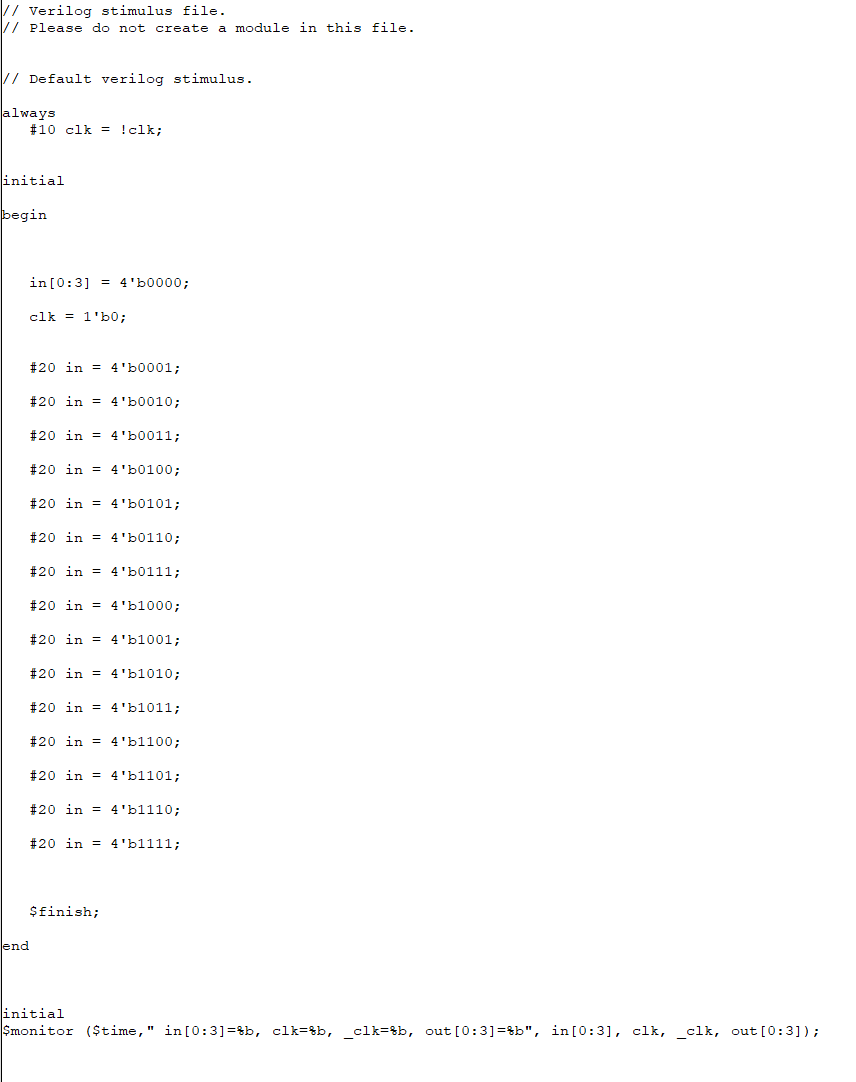 // Verilog stimulus file.
// Please do not create a module in this file.
// Default verilog stimulus.
always
#10 clk = !clk;
initial
begin
in[0:3] = 4'b0000;
clk = 1'b0;
#20 in = 4'b0001;
#20 in = 4'b0010;
#20 in = 4'b0011;
#20 in = 4'b0100;
#20 in = 4'b0101;
#20 in = 4'b0110;
#20 in = 4'b0111;
#20 in = 4'b1000;
#20 in = 4'b1001;
#20 in = 4'b1010;
#20 in = 4'b1011;
#20 in = 4'b1100;
#20 in = 4'b1101;
#20 in = 4'b1110;
#20 in = 4'b1111;
$finish;
end
initial
$monitor ($time," in[0:3]=%b, clk=%b, _clk=%b, out[0:3]=%b", in[0:3], clk, _clk, out[0:3]);